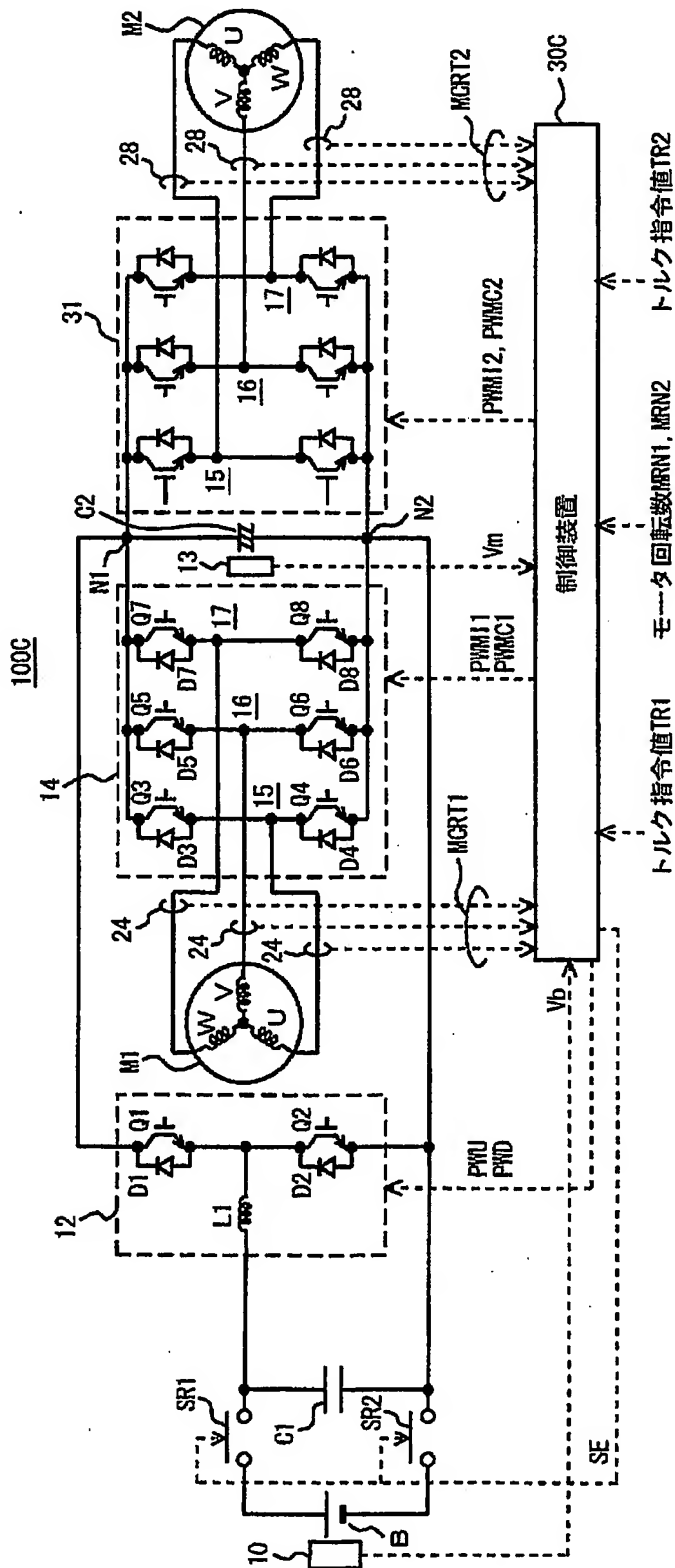 100C
12
D1
Q1
L1
D2
Q2
M1
W
V
U
24
24
24
14
Q3
Q5
Q7
D3
D5
D7
15
16
17
Q4
Q6
Q8
D4
D6
D8
N1
C2
13
N2
31
15
16
17
28
28
28
M2
U
V
W
10
B
SR1
SR2
C1
SE
Vb
PWU
PWD
MCRT1
PWMI1
PWMC1
Vm
PWMI2, PWMC2
MCRT2
制御装置
30C
トルク指令値TR1
モータ回転数MRN1, MRN2
トルク指令値TR2